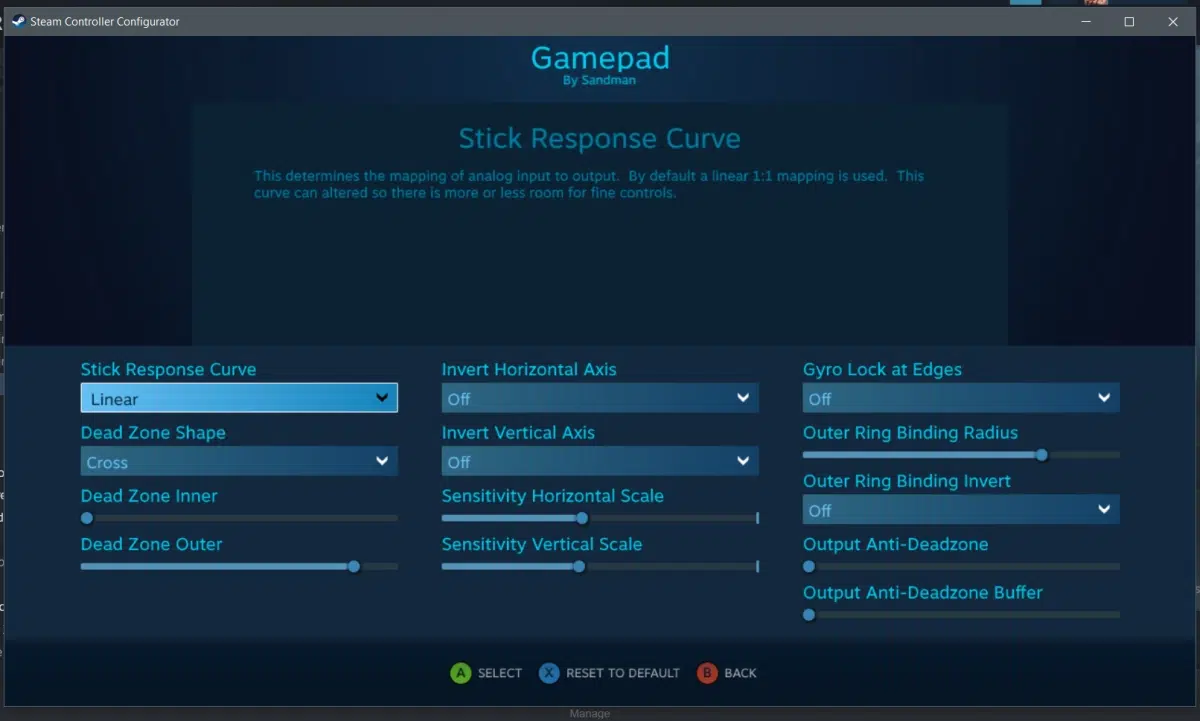 Steam Controller Configurator
Gamepad
By Sandman
Stick Response Curve
This determines the mapping of analog input to output. By default a linear 1:1 mapping is used. This
curve can altered so there is more or less room for fine controls.
Stick Response Curve
Linear
Dead Zone Shape
Cross
Dead Zone Inner
Dead Zone Outer
Invert Horizontal Axis
Off
Invert Vertical Axis
Off
Sensitivity Horizontal Scale
Sensitivity Vertical Scale
Gyro Lock at Edges
Off
Outer Ring Binding Radius
Outer Ring Binding Invert
Off
Output Anti-Deadzone
Output Anti-Deadzone Buffer
A SELECT X RESET TO DEFAULT B BACK
Manage